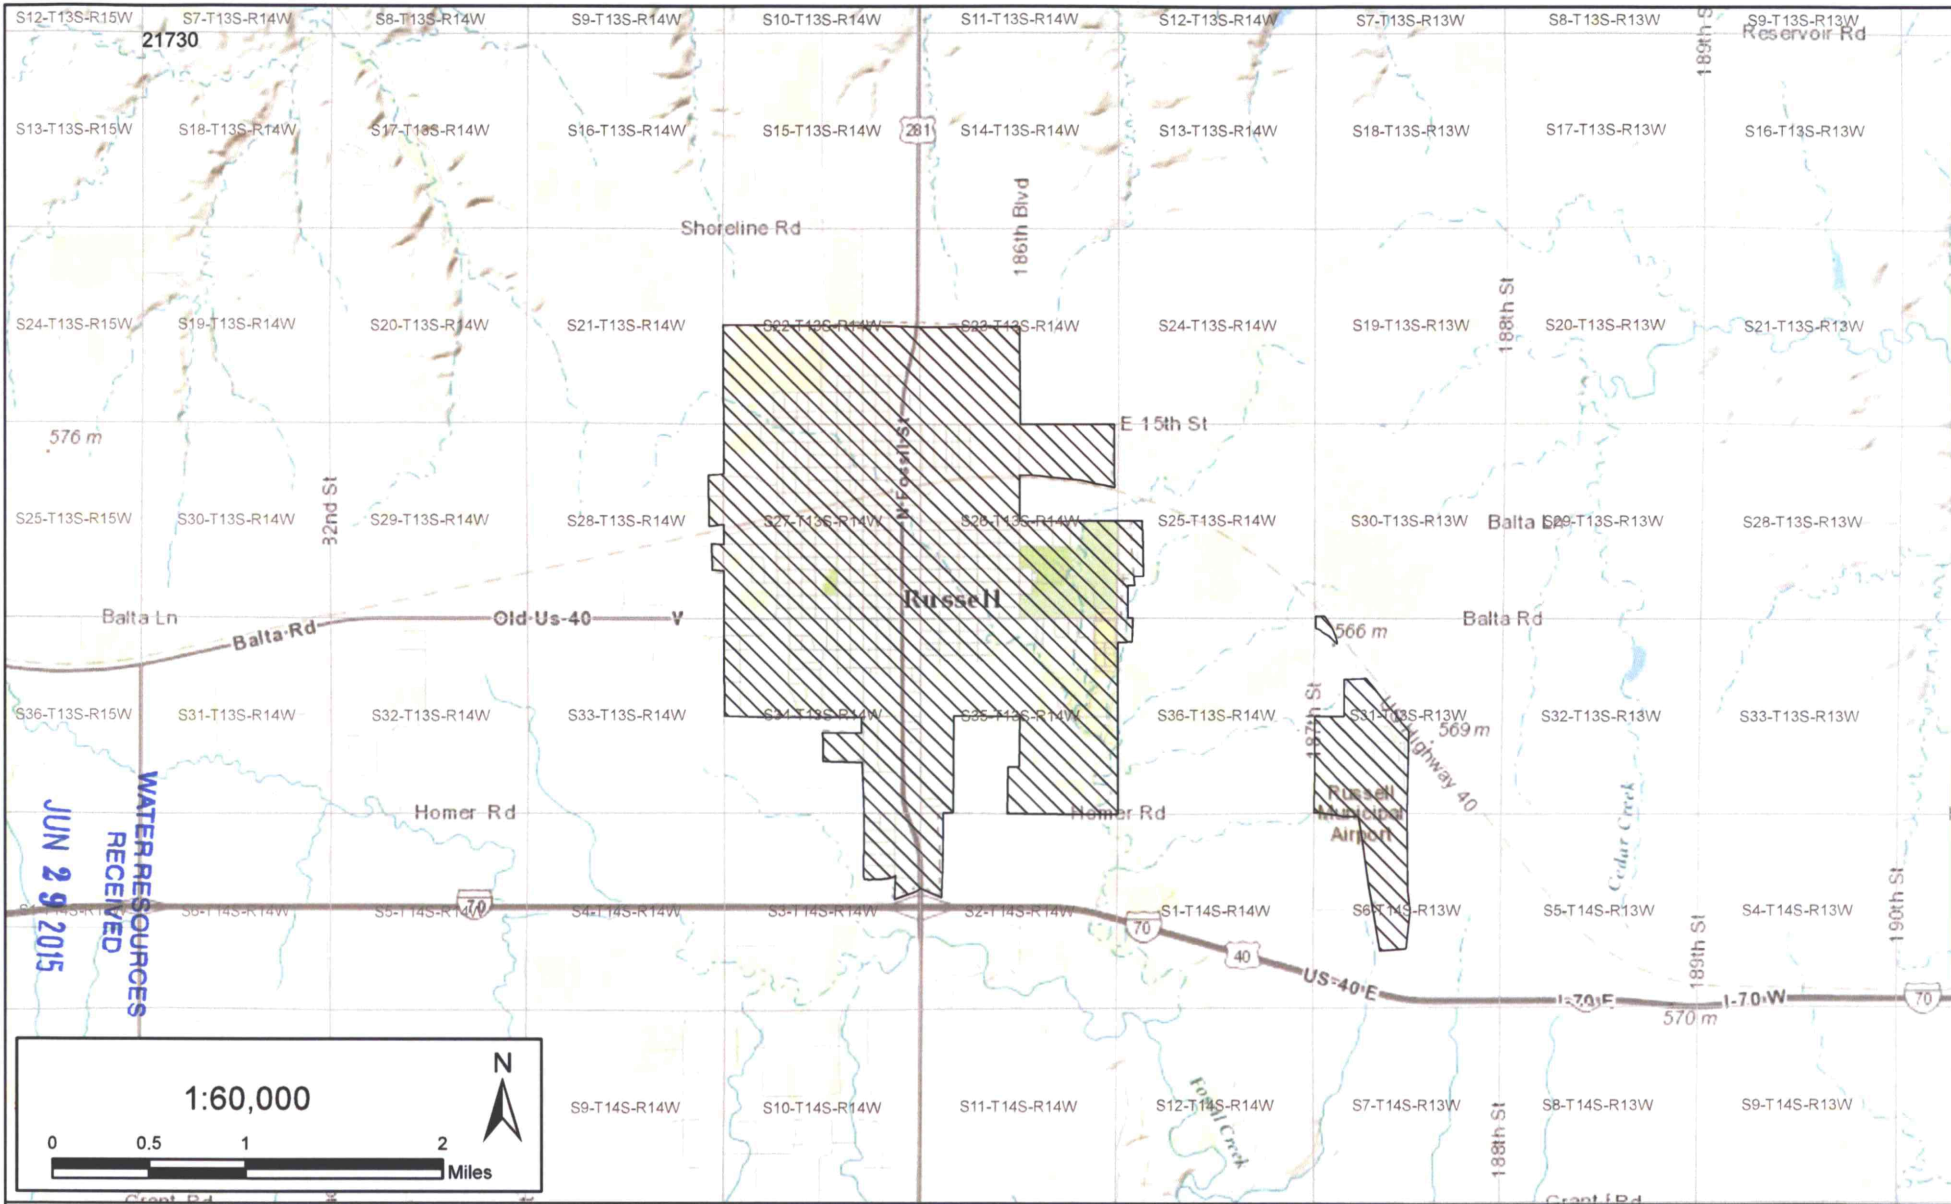 S12-T13S-R15W S7-T13S-R14W S8-T13S-R14W S9-T13S-R14W S10-T13S-R14W S11-T13S-R14W S12-T13S-R14W S7-T13S-R13W S8-T13S-R13W S9-T13S-R13W
21730
189th S
Reservoir Rd
S13-T13S-R15W S18-T13S-R14W S17-T13S-R14W S16-T13S-R14W S15-T13S-R14W 281 S14-T13S-R14W S13-T13S-R14W S18-T13S-R13W S17-T13S-R13W S16-T13S-R13W
Shoreline Rd
186th Blvd
S24-T13S-R15W S19-T13S-R14W S20-T13S-R14W S21-T13S-R14W S22-T13S-R14W S23-T13S-R14W S24-T13S-R14W S19-T13S-R13W S20-T13S-R13W S21-T13S-R13W
188th St
E 15th St
576 m
N Fossil St
S25-T13S-R15W S30-T13S-R14W S29-T13S-R14W S28-T13S-R14W S27-T13S-R14W S26-T13S-R14W S25-T13S-R14W S30-T13S-R13W S29-T13S-R13W S28-T13S-R13W
Balta Ln
Russell
Balta Ln
Balta Rd
Old-Us-40
V
566 m
Balta Rd
S36-T13S-R15W S31-T13S-R14W S32-T13S-R14W S33-T13S-R14W S34-T13S-R14W S35-T13S-R14W S36-T13S-R14W S31-T13S-R13W S32-T13S-R13W S33-T13S-R13W
187th St
569 m
Highway 40
Homer Rd
Homer Rd
Russell
Municipal
Airport
Cedar Creek
WATER RESOURCES
RECEIVED
JUN 29 2015
S6-T14S-R14W S5-T14S-R14W 70 S4-T14S-R14W S3-T14S-R14W S2-T14S-R14W S1-T14S-R14W S6-T14S-R13W S5-T14S-R13W S4-T14S-R13W
190th St
70
40
189th St
US-40 E
I-70 E
I-70 W
70
570 m
S9-T14S-R14W S10-T14S-R14W S11-T14S-R14W S12-T14S-R14W S7-T14S-R13W S8-T14S-R13W S9-T14S-R13W
Fossil Creek
188th St
N
1:60,000
0 0.5 1 2
Miles